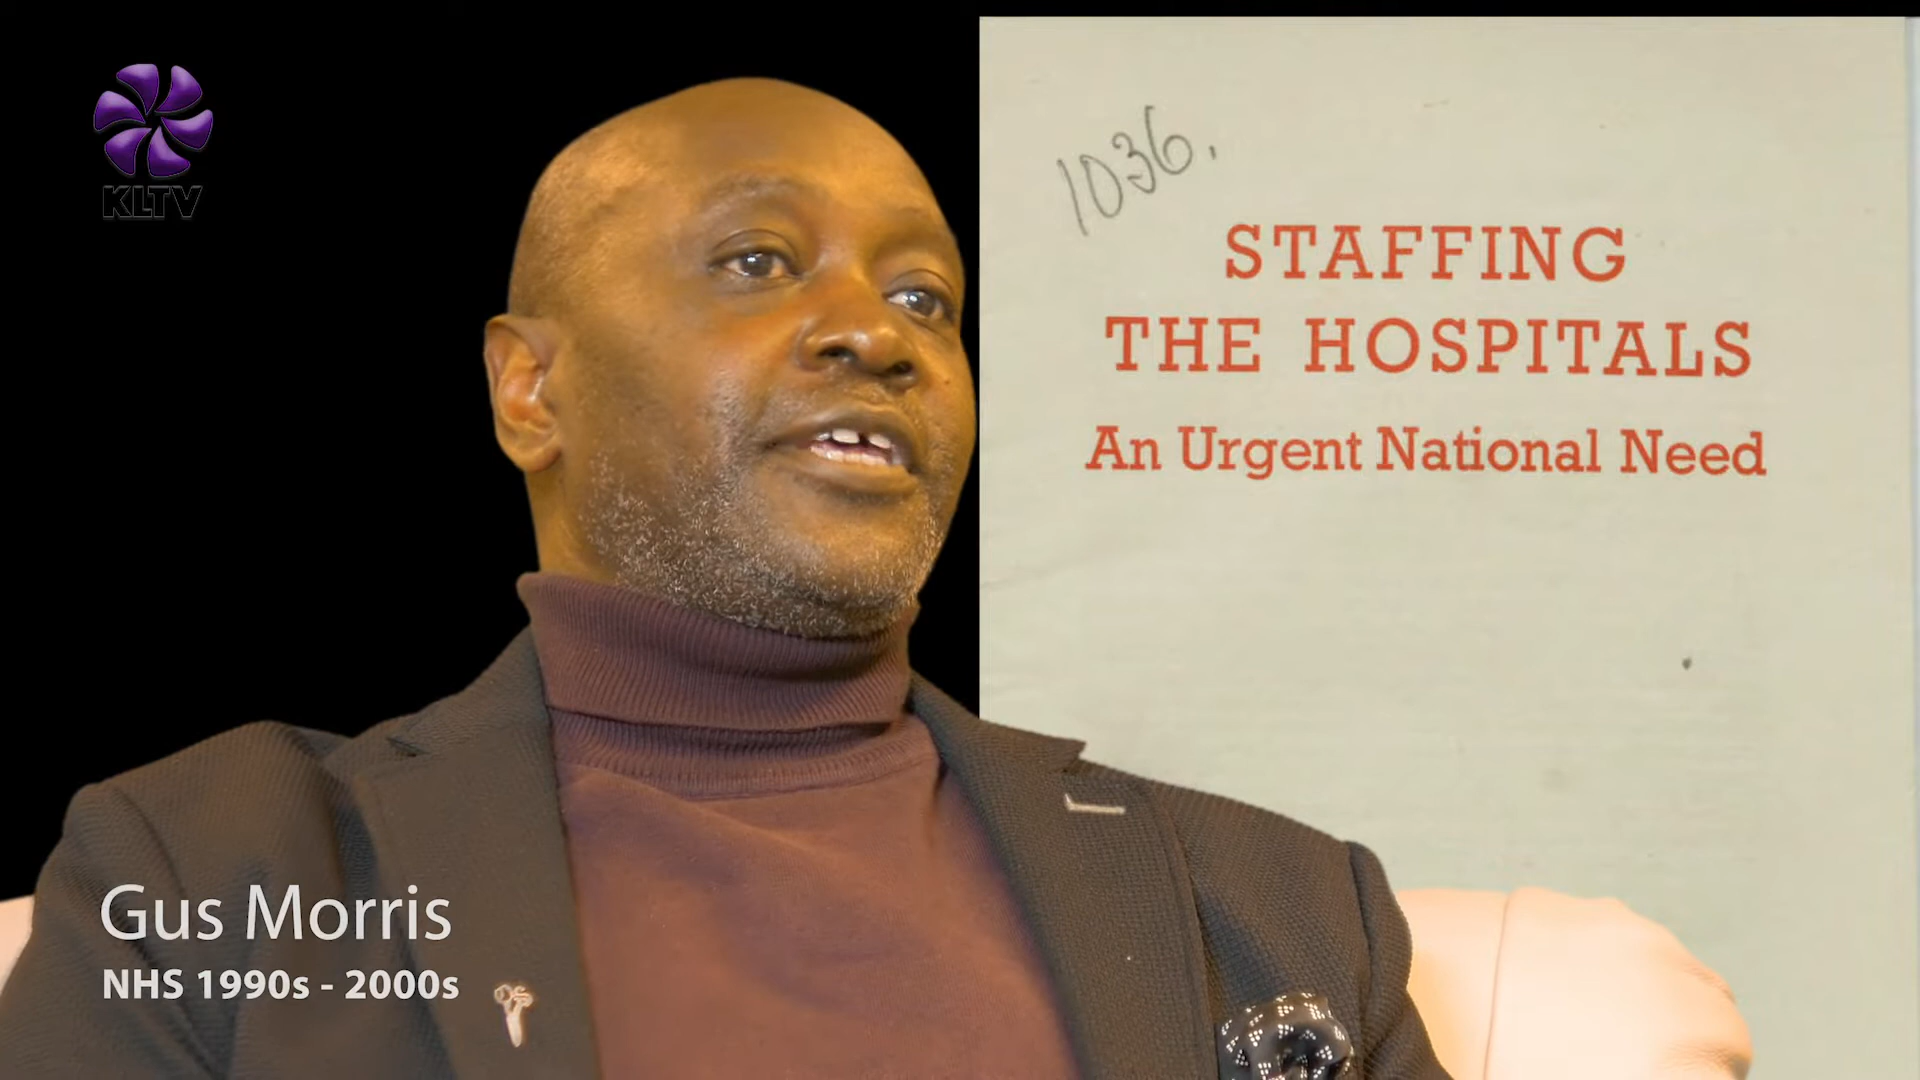 KLTV
1036.
STAFFING
THE HOSPITALS
An Urgent National Need
Gus Morris
NHS 1990s - 2000s